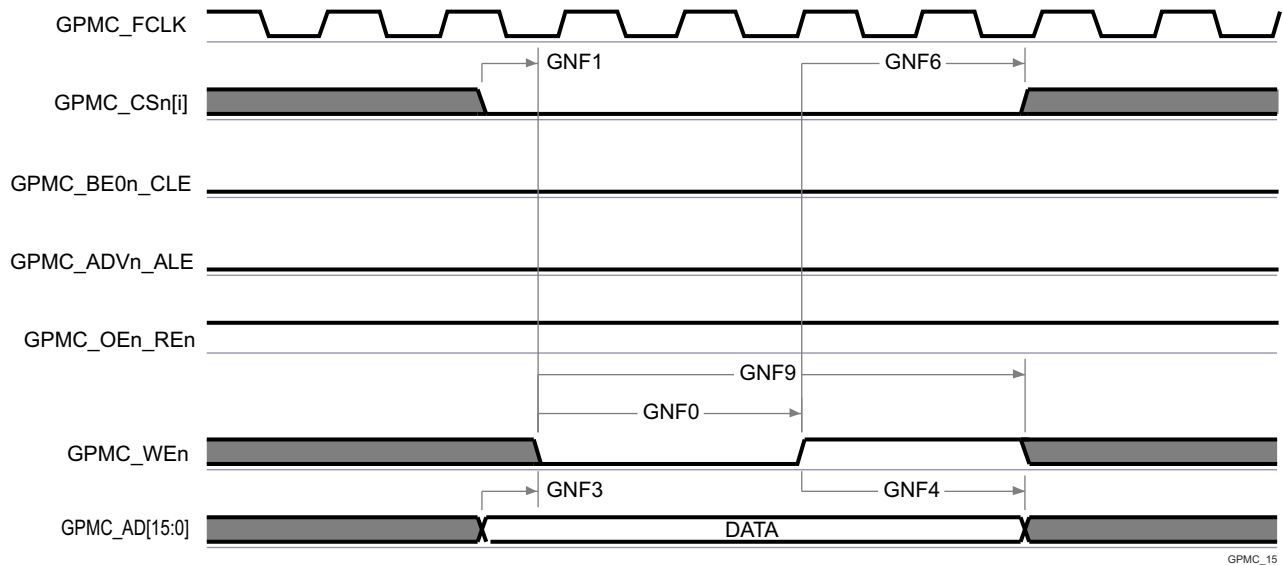 GPMC_FCLK
GNF1
GNF6
GPMC_CSn[i]
GPMC_BE0n_CLE
GPMC_ADVn_ALE
GPMC_OEn_REn
GNF9
GNF0
GPMC_WEn
GNF3
GNF4
GPMC_AD[15:0]
DATA
GPMC_15